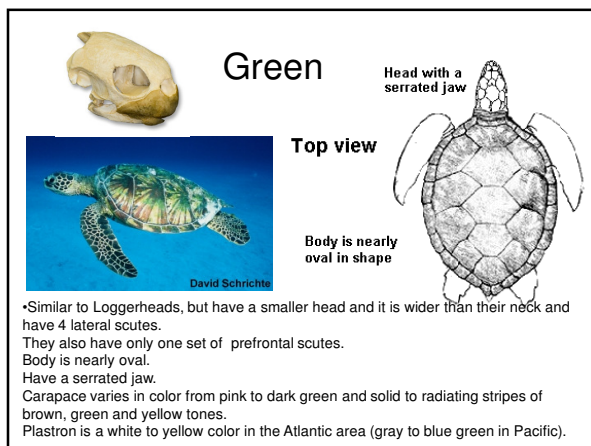 Green
Head with a
serrated jaw
Top view
Body is nearly
oval in shape
David Schrichte
•Similar to Loggerheads, but have a smaller head and it is wider than their neck and
have 4 lateral scutes.
They also have only one set of prefrontal scutes.
Body is nearly oval.
Have a serrated jaw.
Carapace varies in color from pink to dark green and solid to radiating stripes of
brown, green and yellow tones.
Plastron is a white to yellow color in the Atlantic area (gray to blue green in Pacific).